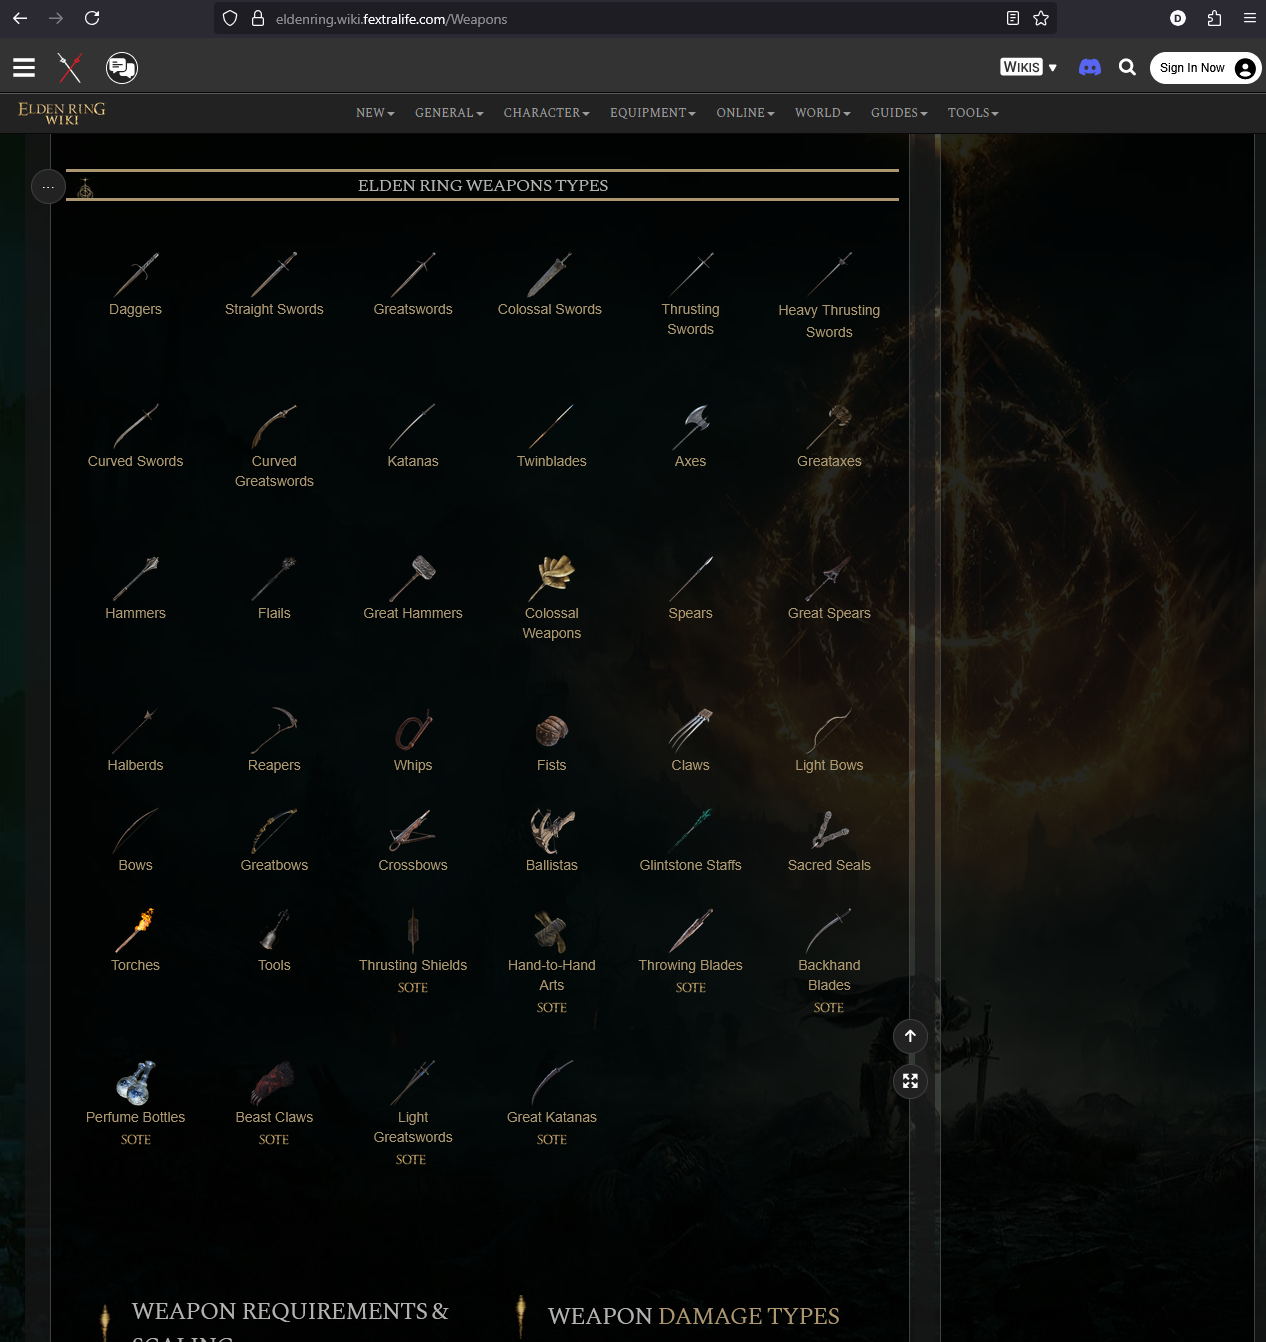 eldenring.wiki.fextralife.com/Weapons
D
WIKIS ▼
Sign In Now
ELDEN RING
WIKI
NEW
GENERAL
CHARACTER
EQUIPMENT
ONLINE
WORLD
GUIDES
TOOLS
...
ELDEN RING WEAPONS TYPES
Daggers
Straight Swords
Greatswords
Colossal Swords
Thrusting
Swords
Heavy Thrusting
Swords
Curved Swords
Curved
Greatswords
Katanas
Twinblades
Axes
Greataxes
Hammers
Flails
Great Hammers
Colossal
Weapons
Spears
Great Spears
Halberds
Reapers
Whips
Fists
Claws
Light Bows
Bows
Greatbows
Crossbows
Ballistas
Glintstone Staffs
Sacred Seals
Torches
Tools
Thrusting Shields
SOTE
Hand-to-Hand
Arts
SOTE
Throwing Blades
SOTE
Backhand
Blades
SOTE
Perfume Bottles
SOTE
Beast Claws
SOTE
Light
Greatswords
SOTE
Great Katanas
SOTE
WEAPON REQUIREMENTS &
SCALING
WEAPON DAMAGE TYPES